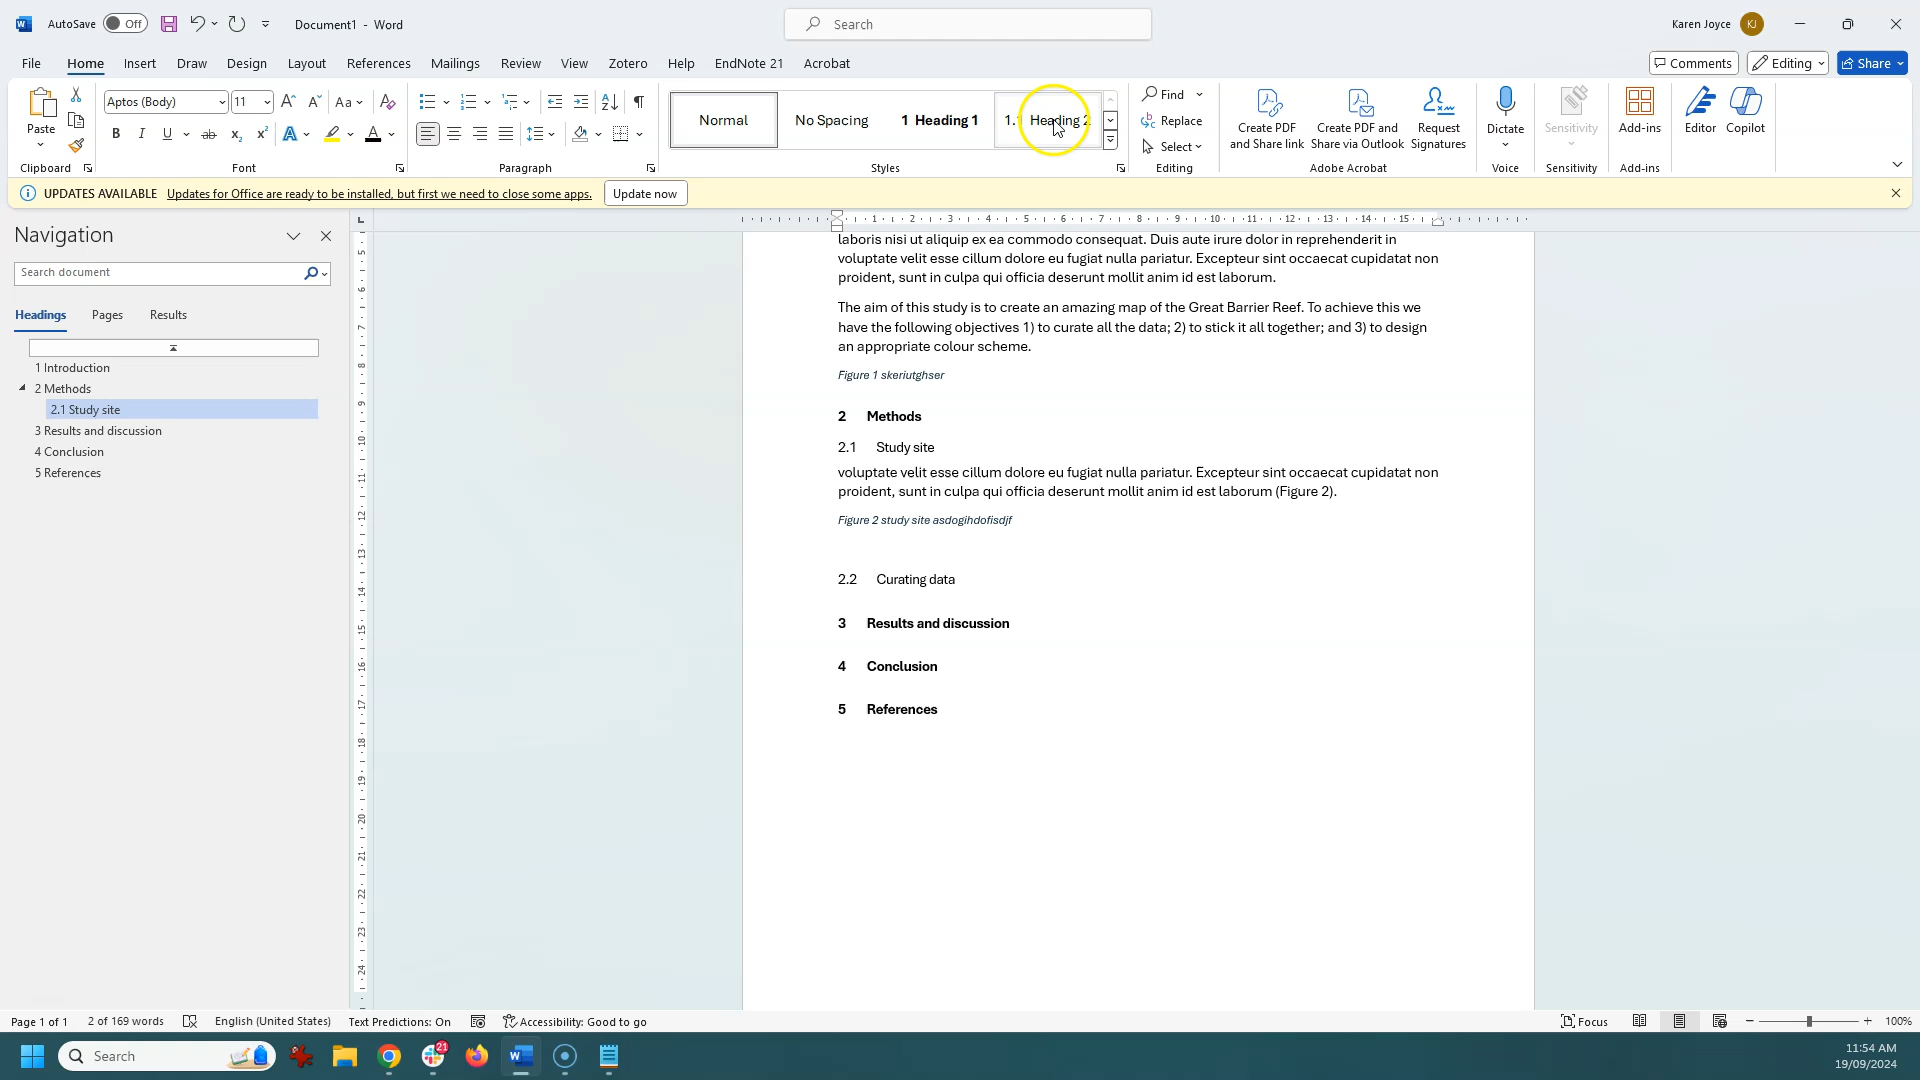 AutoSave Off Document1 - Word Search Karen Joyce KJ
File Home Insert Draw Design Layout References Mailings Review View Zotero Help EndNote 21 Acrobat Comments Editing Share
Paste
Clipboard
Aptos (Body) 11
Font
Paragraph
Normal No Spacing 1 Heading 1 1.1 Heading 2
Styles
Find
Replace
Select
Editing
Create PDF and Share link
Create PDF and Share via Outlook
Request Signatures
Adobe Acrobat
Dictate
Voice
Sensitivity
Sensitivity
Add-ins
Add-ins
Editor
Copilot
UPDATES AVAILABLE Updates for Office are ready to be installed, but first we need to close some apps. Update now
Navigation
Search document
Headings Pages Results
1 Introduction
2 Methods
2.1 Study site
3 Results and discussion
4 Conclusion
5 References
laboris nisi ut aliquip ex ea commodo consequat. Duis aute irure dolor in reprehenderit in
voluptate velit esse cillum dolore eu fugiat nulla pariatur. Excepteur sint occaecat cupidatat non
proident, sunt in culpa qui officia deserunt mollit anim id est laborum.
The aim of this study is to create an amazing map of the Great Barrier Reef. To achieve this we
have the following objectives 1) to curate all the data; 2) to stick it all together; and 3) to design
an appropriate colour scheme.
Figure 1 skeriutghser
2 Methods
2.1 Study site
voluptate velit esse cillum dolore eu fugiat nulla pariatur. Excepteur sint occaecat cupidatat non
proident, sunt in culpa qui officia deserunt mollit anim id est laborum (Figure 2).
Figure 2 study site asdogihdofisdjf
2.2 Curating data
3 Results and discussion
4 Conclusion
5 References
Page 1 of 1 2 of 169 words English (United States) Text Predictions: On Accessibility: Good to go Focus 100%
Search 21 11:54 AM
19/09/2024